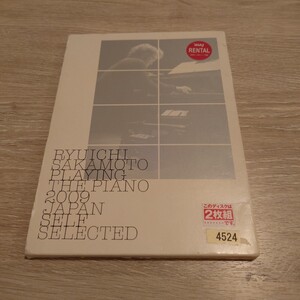 RENTAL
RYUICHI
SAKAMOTO
PLAYING
THE PIANO
2009
JAPAN
SELF
SELECTED
このディスクは
2枚組
です。
4524